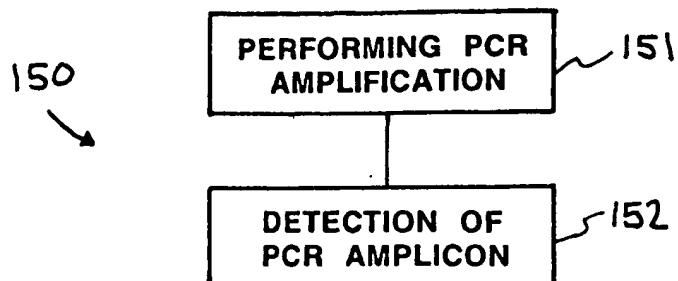 150
PERFORMING PCR
AMPLIFICATION
151
DETECTION OF
PCR AMPLICON
152